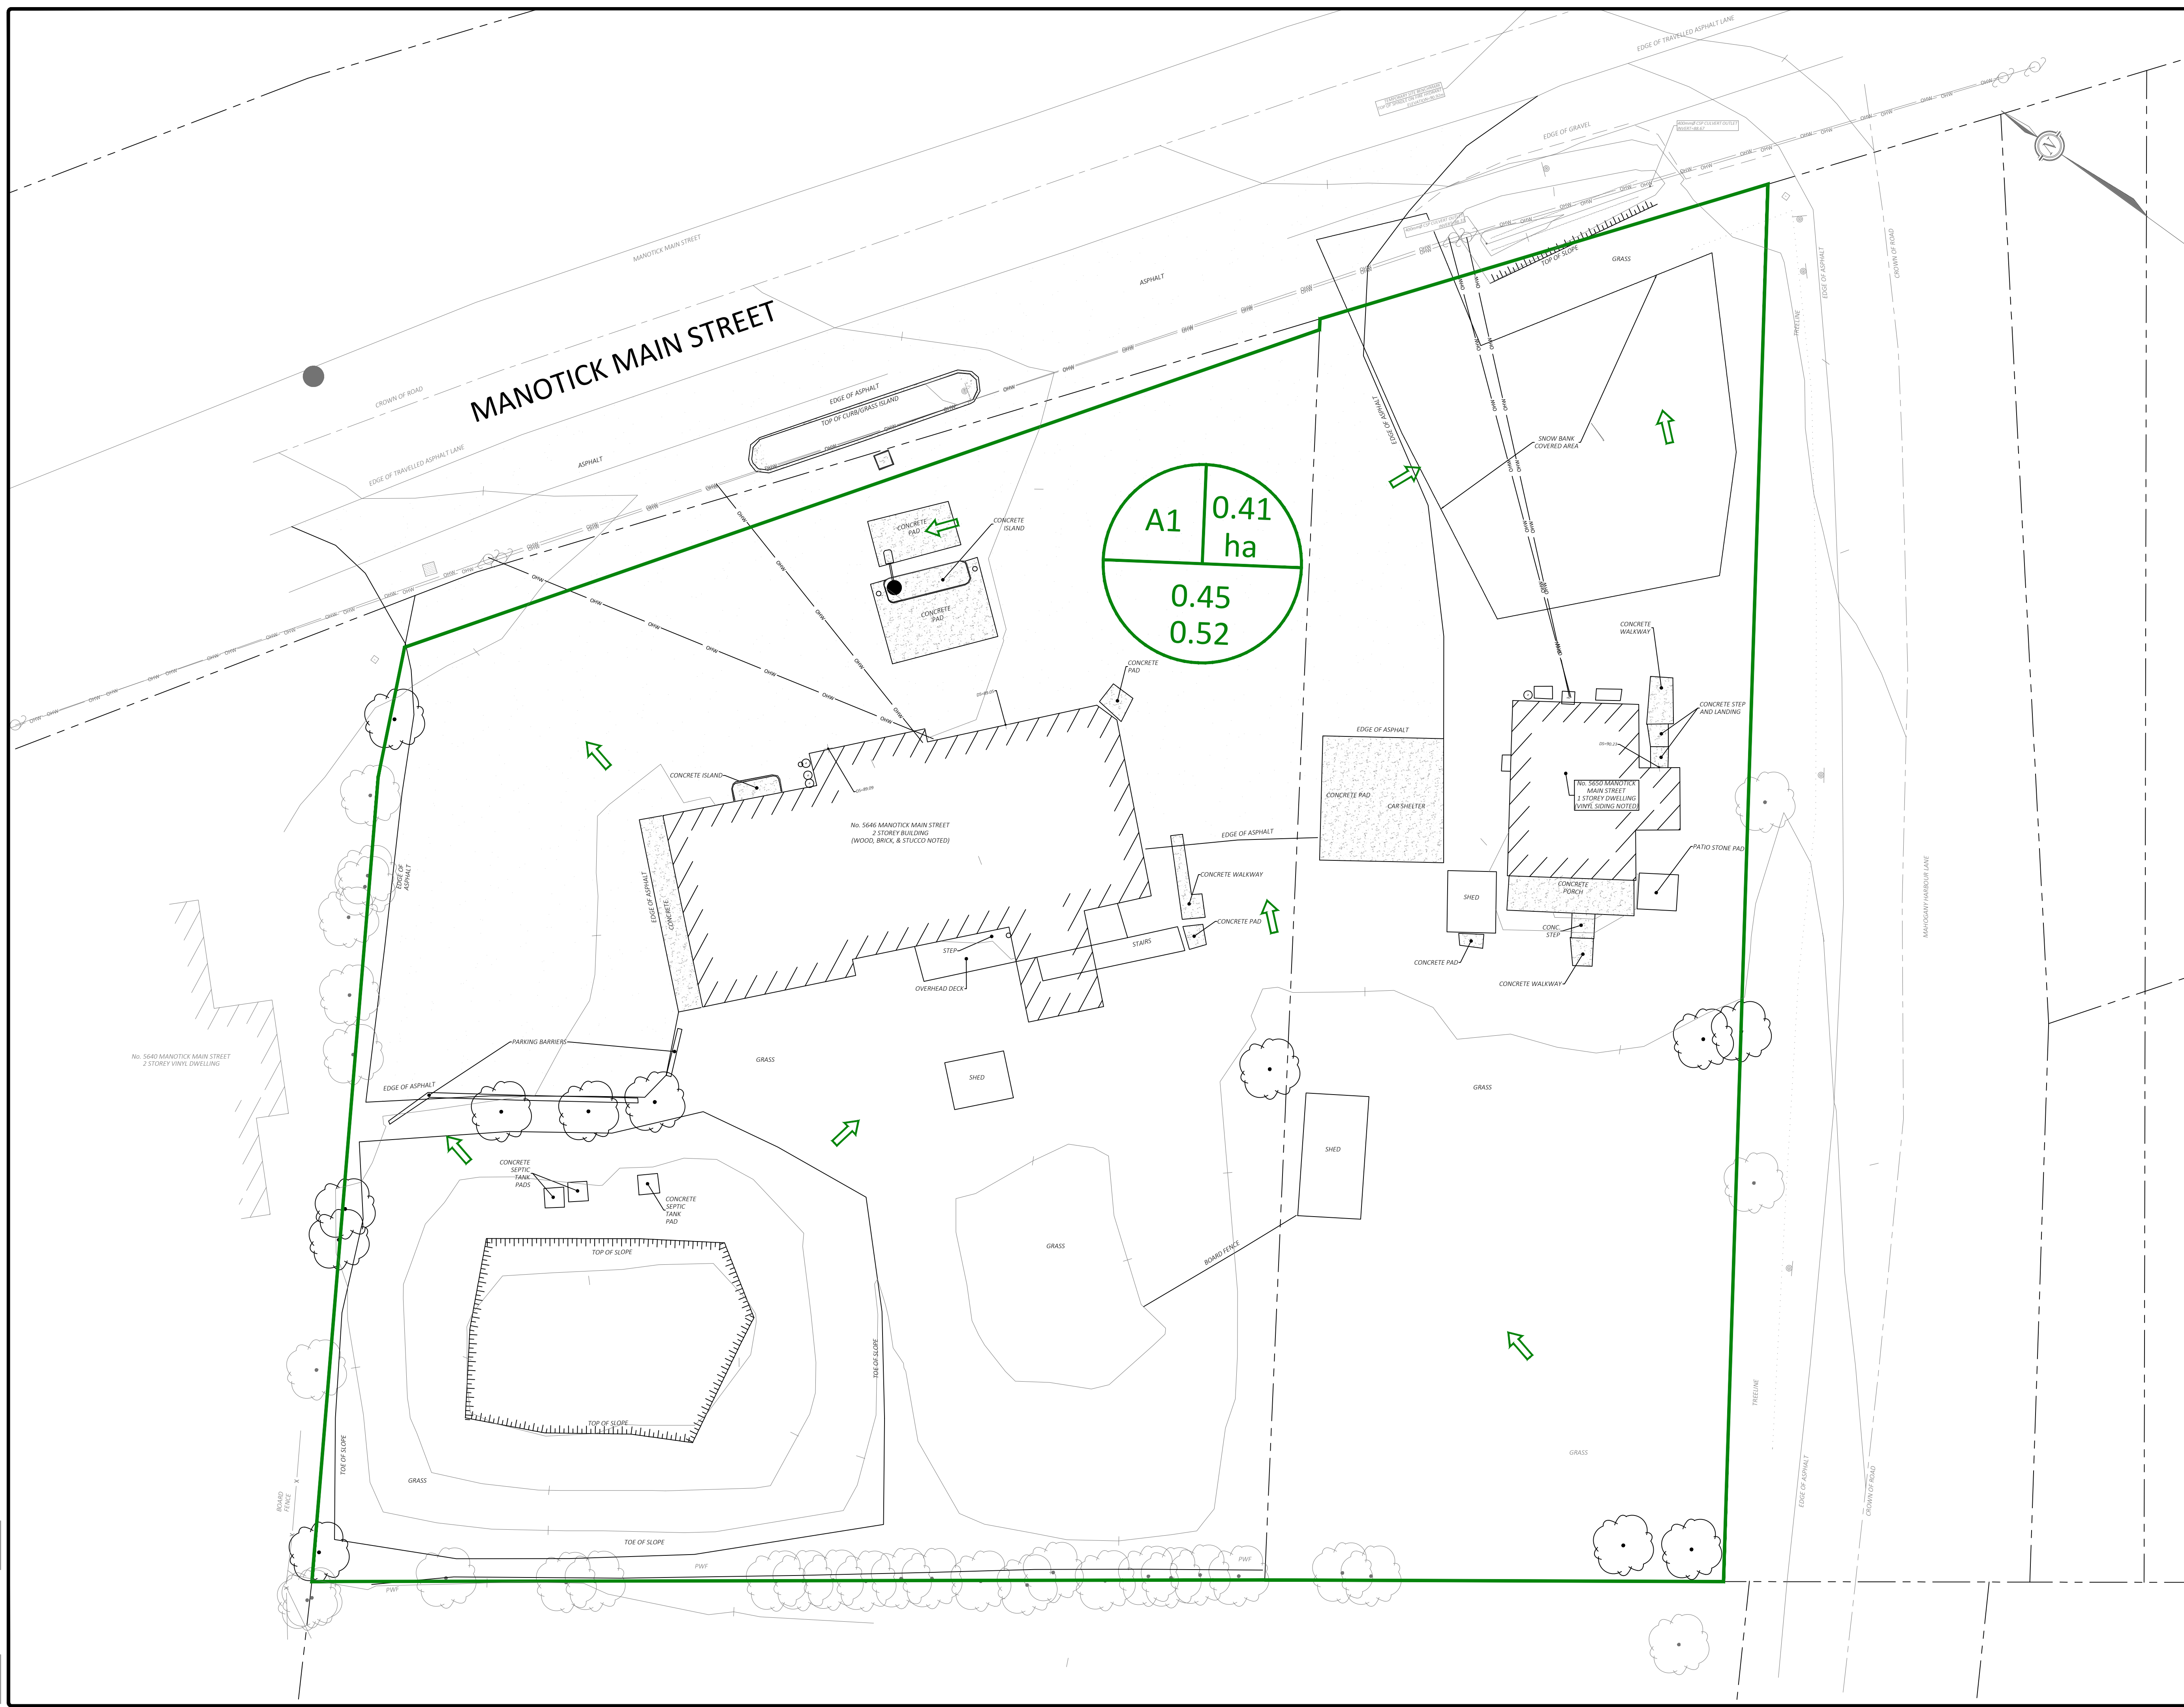 EDGE OF TRAVELLED ASPHALT LANE
EDGE OF GRAVEL
MANOTICK MAIN STREET
ASPHALT
MANOTICK MAIN STREET
CROWN OF ROAD
EDGE OF TRAVELLED ASPHALT LANE
ASPHALT
EDGE OF ASPHALT
TOP OF CURB/GRASS ISLAND
N
TOP OF SLOPE
GRASS
CROWN OF ROAD
EDGE OF ASPHALT
TREELINE
EDGE OF ASPHALT
SNOW BANK
COVERED AREA
A1
0.41
ha
0.45
0.52
CONCRETE
PAD
CONCRETE
ISLAND
CONCRETE
PAD
CONCRETE
PAD
CONCRETE
WALKWAY
CONCRETE STEP
AND LANDING
EDGE OF ASPHALT
CONCRETE PAD
CAR SHELTER
No. 5650 MANOTICK
MAIN STREET
1 STOREY DWELLING
(VINYL SIDING NOTED)
CONCRETE ISLAND
No. 5646 MANOTICK MAIN STREET
2 STOREY BUILDING
(WOOD, BRICK, & STUCCO NOTED)
EDGE OF ASPHALT
PATIO STONE PAD
CONCRETE
PORCH
CONCRETE WALKWAY
CONCRETE PAD
SHED
CONC.
STEP
CONCRETE PAD
CONCRETE WALKWAY
EDGE OF
ASPHALT
EDGE OF ASPHALT
CONCRETE
STEP
STAIRS
OVERHEAD DECK
MAHOGANY HARBOUR LANE
No. 5640 MANOTICK MAIN STREET
2 STOREY VINYL DWELLING
PARKING BARRIERS
GRASS
SHED
EDGE OF ASPHALT
GRASS
SHED
CONCRETE
SEPTIC
TANK
PADS
CONCRETE
SEPTIC
TANK
PAD
TOP OF SLOPE
GRASS
BOARD FENCE
TOE OF SLOPE
TOP OF SLOPE
TOE OF SLOPE
GRASS
GRASS
TREELINE
EDGE OF ASPHALT
CROWN OF ROAD
BOARD
FENCE
X
TOE OF SLOPE
PWF
PWF
PWF
OHW